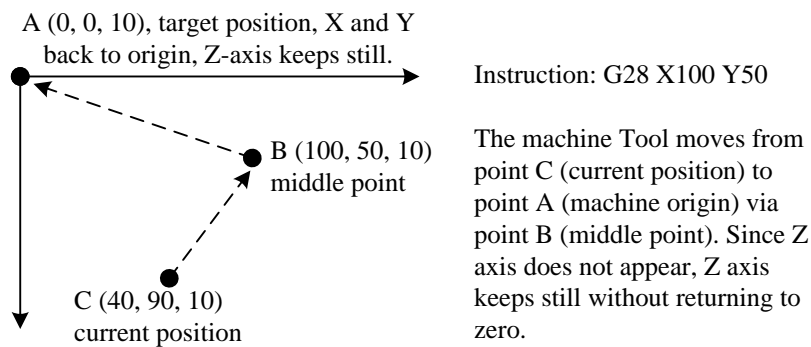 A (0, 0, 10), target position, X and Y
back to origin, Z-axis keeps still.
B (100, 50, 10)
middle point
C (40, 90, 10)
current position
Instruction: G28 X100 Y50
The machine Tool moves from
point C (current position) to
point A (machine origin) via
point B (middle point). Since Z
axis does not appear, Z axis
keeps still without returning to
zero.